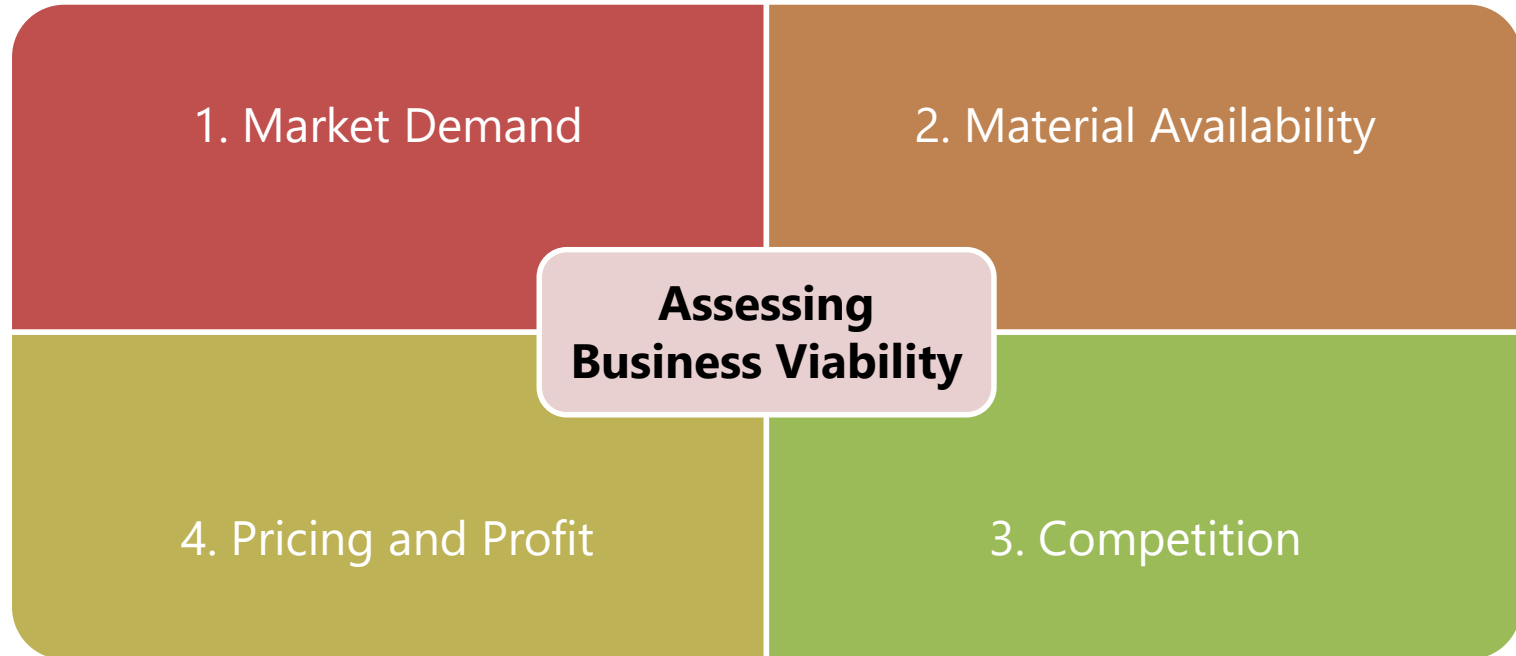 1. Market Demand
2. Material Availability
Assessing
Business Viability
4. Pricing and Profit
3. Competition